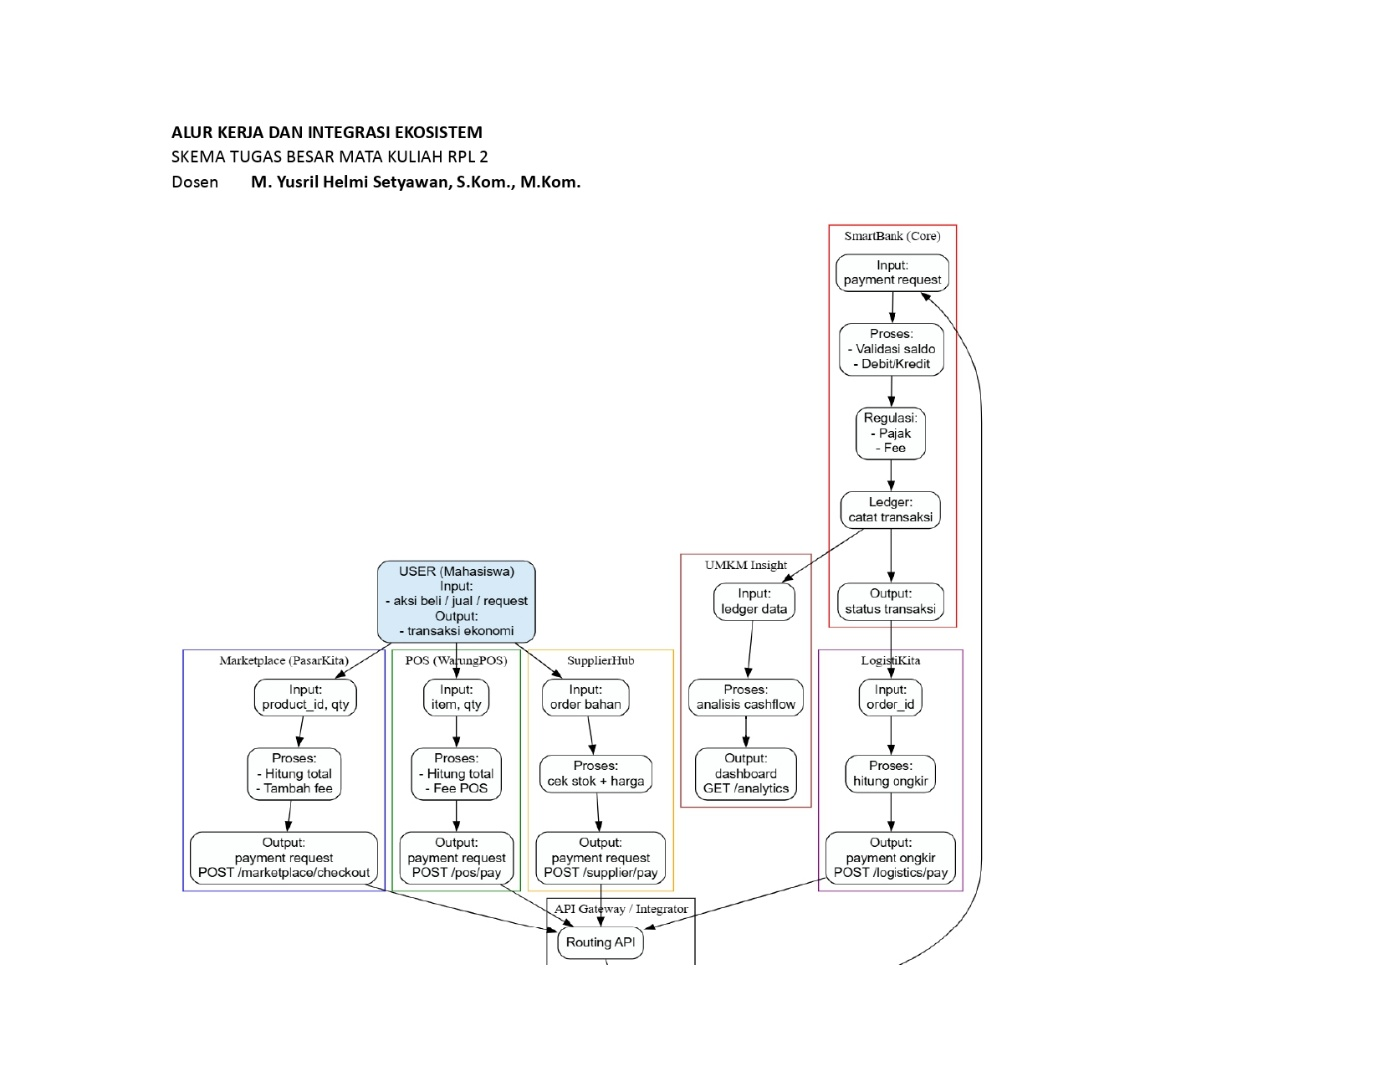 ALUR KERJA DAN INTEGRASI EKOSISTEM
SKEMA TUGAS BESAR MATA KULIAH RPL 2
Dosen M. Yusril Helmi Setyawan, S.Kom., M.Kom.
SmartBank (Core)
Input:
payment request
Proses:
- Validasi saldo
- Debit/Kredit
Regulasi:
- Pajak
- Fee
Ledger:
catat transaksi
Output:
status transaksi
UMKM Insight
Input:
ledger data
Proses:
analisis cashflow
Output:
dashboard
GET /analytics
USER (Mahasiswa)
Input:
- aksi beli / jual / request
Output:
- transaksi ekonomi
Marketplace (PasarKita)
Input:
product_id, qty
Proses:
- Hitung total
- Tambah fee
Output:
payment request
POST /marketplace/checkout
POS (WarungPOS)
Input:
item, qty
Proses:
- Hitung total
- Fee POS
Output:
payment request
POST /pos/pay
SupplierHub
Input:
order bahan
Proses:
cek stok + harga
Output:
payment request
POST /supplier/pay
LogistiKita
Input:
order_id
Proses:
hitung ongkir
Output:
payment ongkir
POST /logistics/pay
API Gateway / Integrator
Routing API